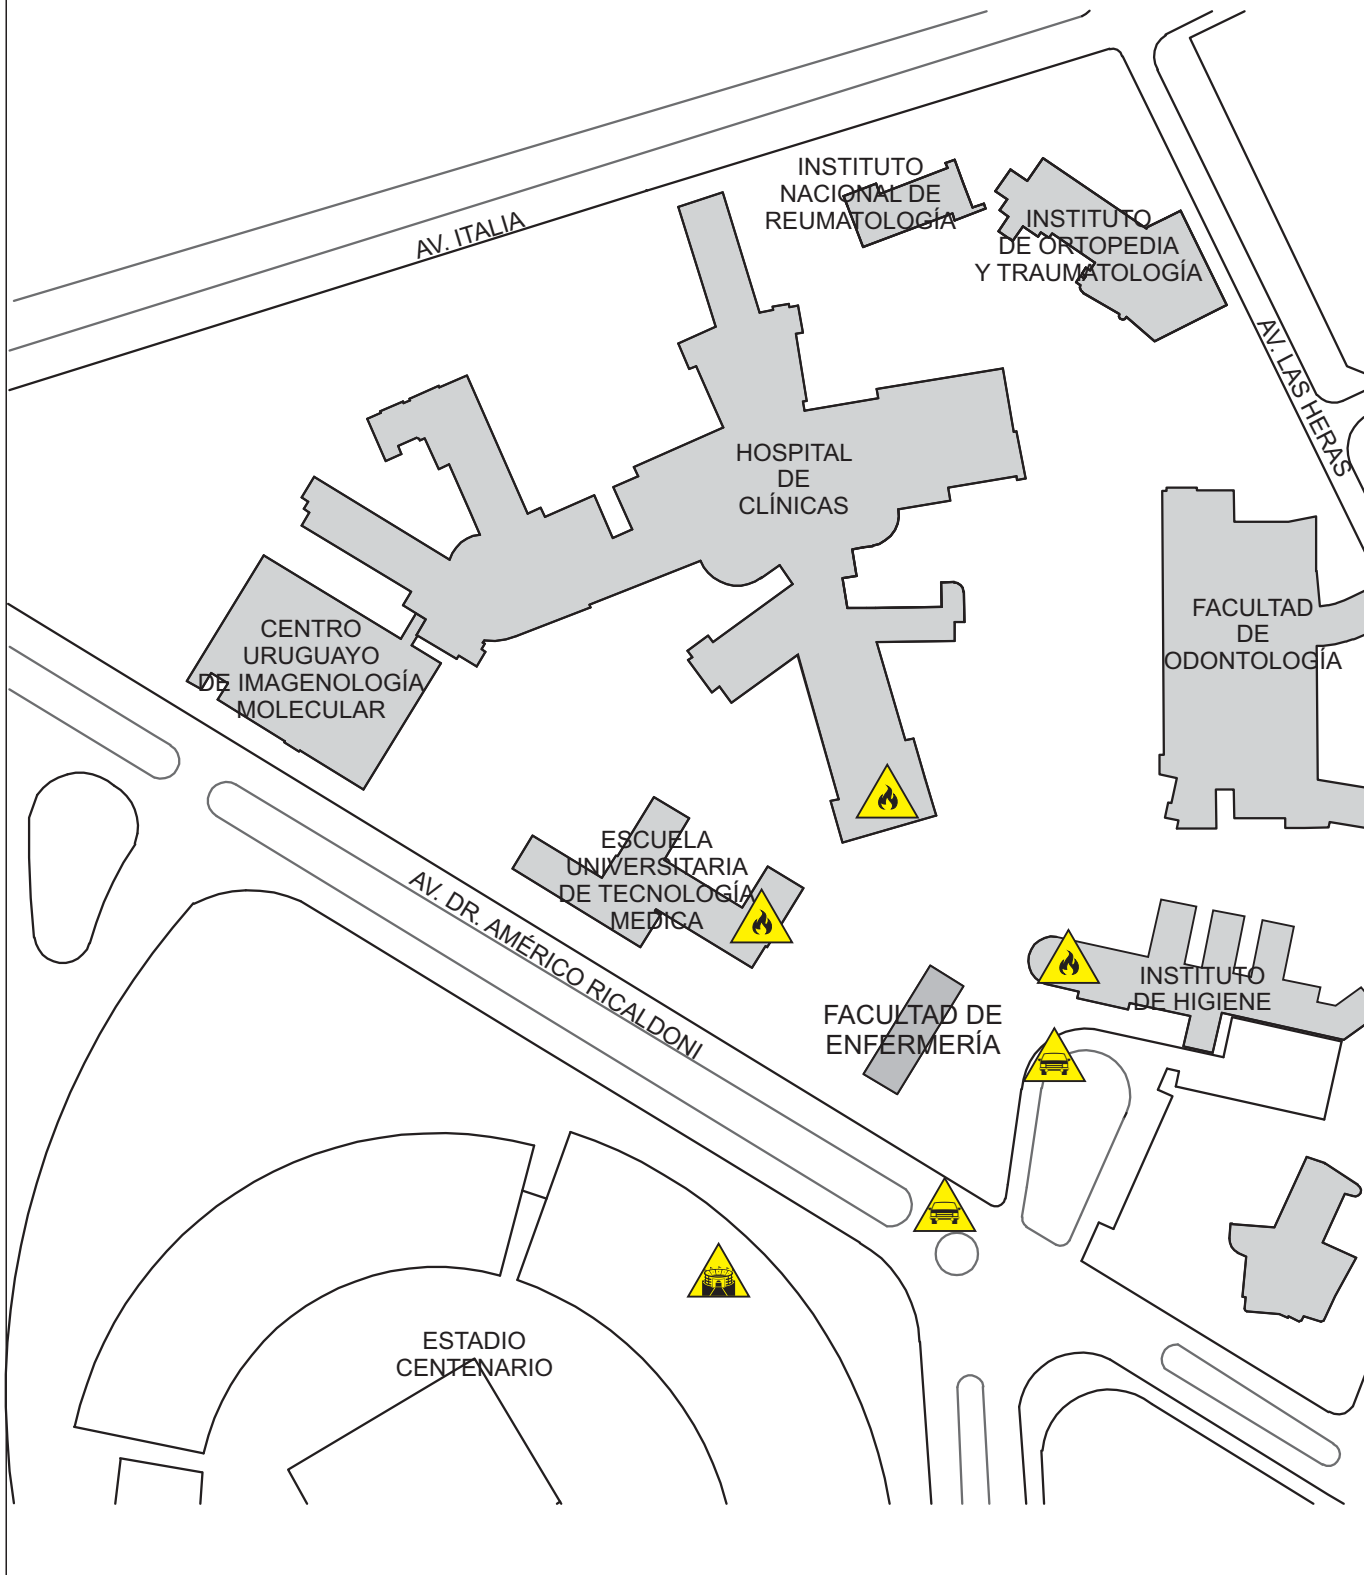 INSTITUTO
NACIONAL DE
REUMATOLOGÍA
INSTITUTO
DE ORTOPEDIA
Y TRAUMATOLOGÍA
AV. ITALIA
AV. LAS HERAS
HOSPITAL
DE
CLÍNICAS
FACULTAD
DE
ODONTOLOGÍA
CENTRO
URUGUAYO
DE IMAGENOLOGÍA
MOLECULAR
ESCUELA
UNIVERSITARIA
DE TECNOLOGÍA
MEDICA
AV. DR. AMÉRICO RICALDONI
INSTITUTO
DE HIGIENE
FACULTAD DE
ENFERMERÍA
ESTADIO
CENTENARIO